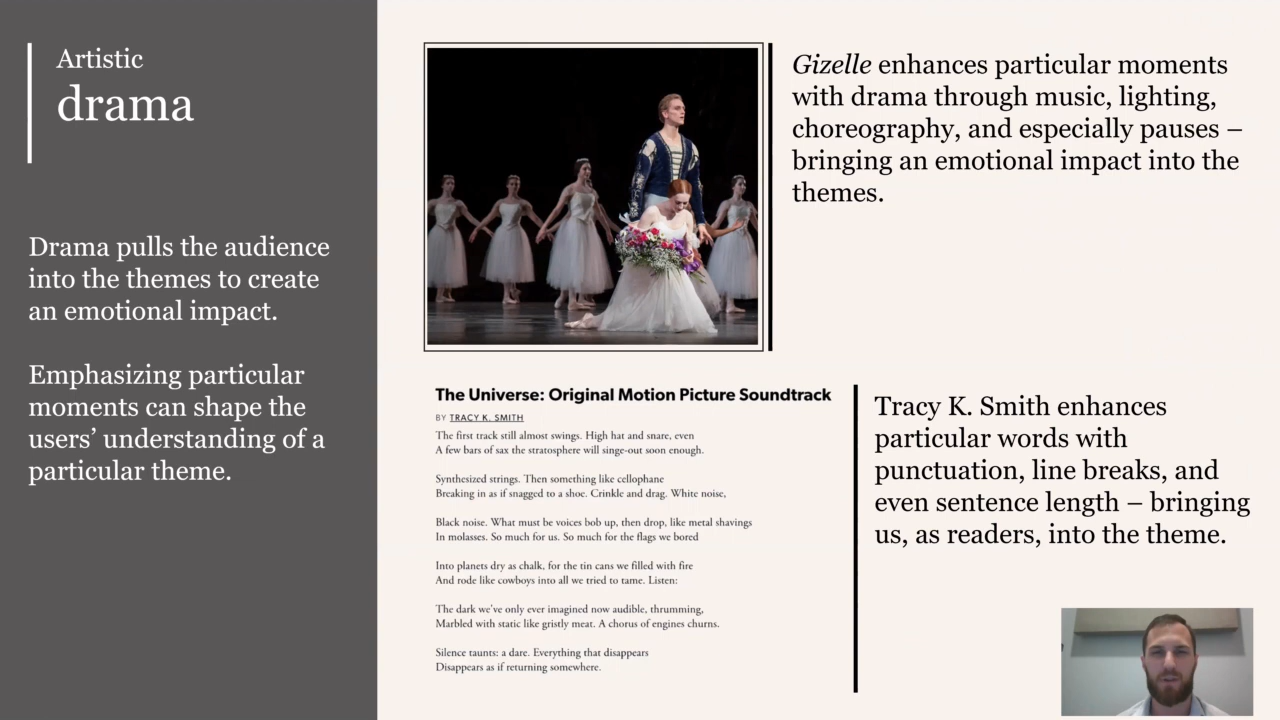 Artistic
drama
Drama pulls the audience
into the themes to create
an emotional impact.
Emphasizing particular
moments can shape the
users’ understanding of a
particular theme.
Gizelle enhances particular moments
with drama through music, lighting,
choreography, and especially pauses –
bringing an emotional impact into the
themes.
The Universe: Original Motion Picture Soundtrack
BY TRACY K. SMITH
The first track still almost swings. High hat and snare, even
A few bars of sax the stratosphere will singe-out soon enough.
Synthesized strings. Then something like cellophane
Breaking in as if snagged to a shoe. Crinkle and drag. White noise,
Black noise. What must be voices bob up, then drop, like metal shavings
In molasses. So much for us. So much for the flags we bored
Into planets dry as chalk, for the tin cans we filled with fire
And rode like cowboys into all we tried to tame. Listen:
The dark we’ve only ever imagined now audible, thrumming,
Marbled with static like gristly meat. A chorus of engines churns.
Silence taunts: a dare. Everything that disappears
Disappears as if returning somewhere.
Tracy K. Smith enhances
particular words with
punctuation, line breaks, and
even sentence length – bringing
us, as readers, into the theme.